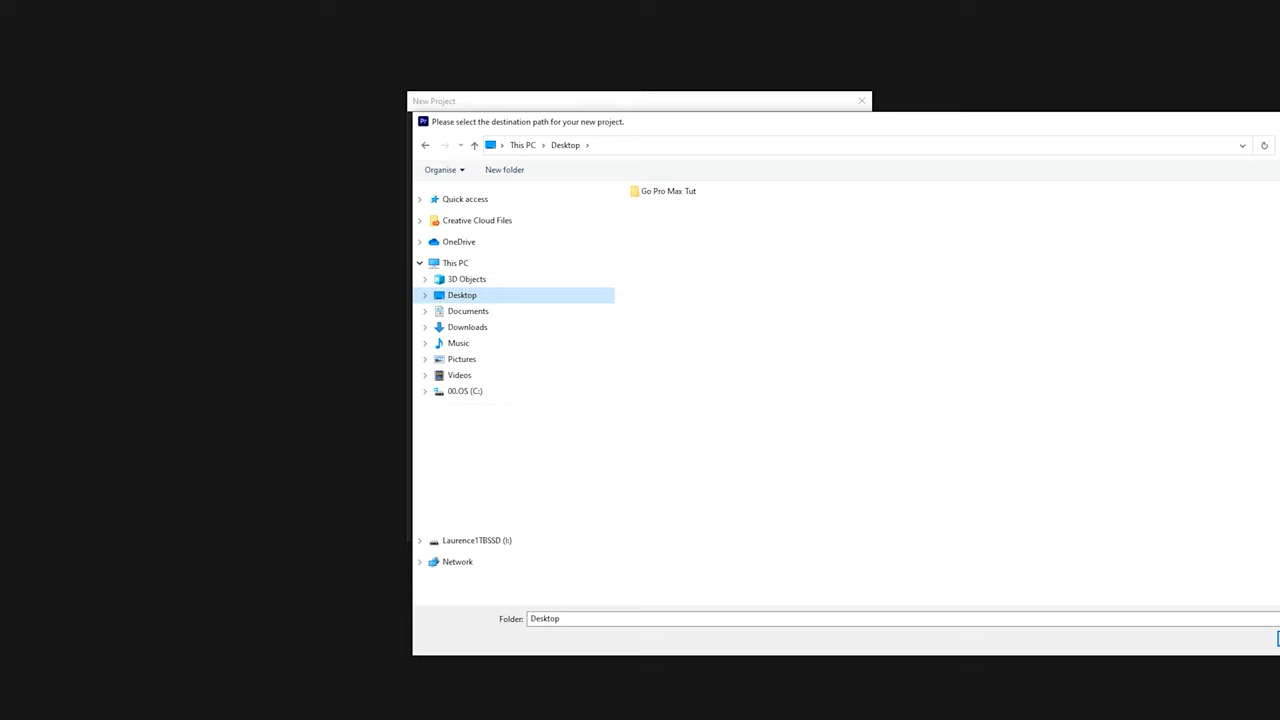 New Project
Pr Please select the destination path for your new project.
This PC > Desktop >
Organise New folder
Go Pro Max Tut
Quick access
Creative Cloud Files
OneDrive
This PC
3D Objects
Desktop
Documents
Downloads
Music
Pictures
Videos
00.OS (C:)
Laurence1TBSSD (I:)
Network
Folder: Desktop